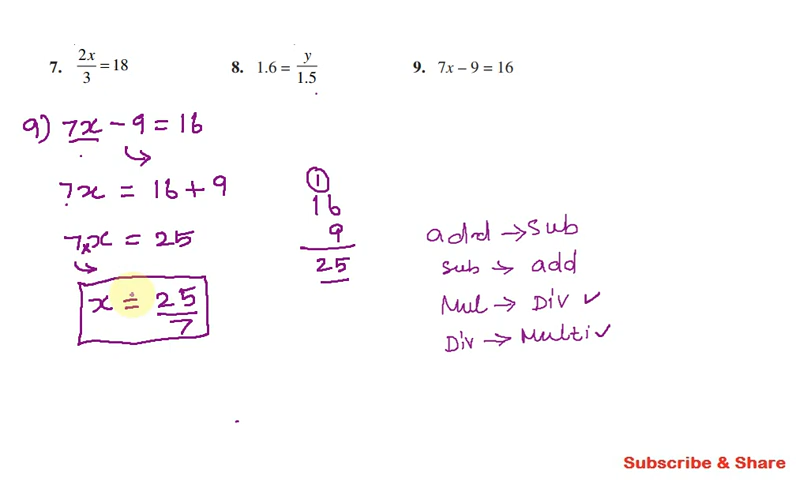 7. 2x/3 = 18
8. 1.6 = y/1.5
9. 7x – 9 = 16
9) 7x – 9 = 16
7x = 16 + 9
7x = 25
x = 25/7
1
16
9
25
add → Sub
Sub → add
Mul → Div ✓
Div → Multi ✓
Subscribe & Share